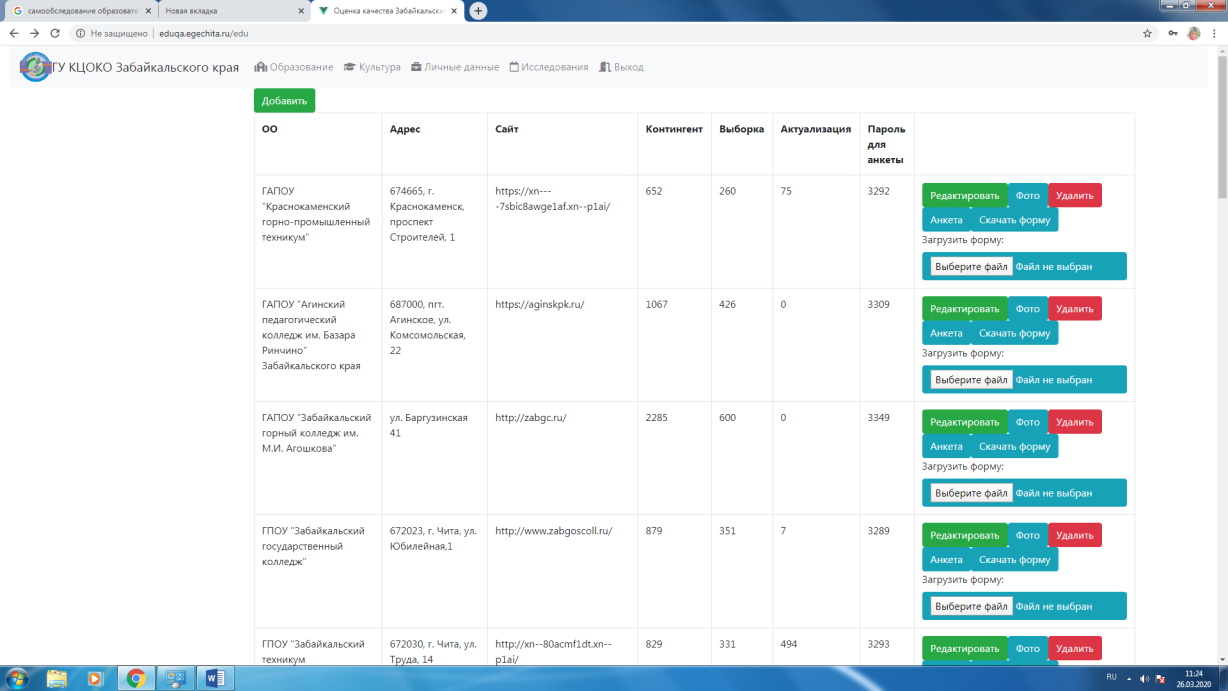 самообследование образовате
Новая вкладка
Оценка качества Забайкальски
Не защищено | eduqa.egechita.ru/edu
ГУ КЦОКО Забайкальского края
Образование
Культура
Личные данные
Исследования
Выход
Добавить
ОО
Адрес
Сайт
Контингент
Выборка
Актуализация
Пароль
для
анкеты
ГАПОУ
"Краснокаменский
горно-промышленный
техникум"
674665, г.
Краснокаменск,
проспект
Строителей, 1
https://xn---
-7sbic8awge1af.xn--p1ai/
652
260
75
3292
Редактировать
Фото
Удалить
Анкета
Скачать форму
Загрузить форму:
Выберите файл
Файл не выбран
ГАПОУ "Агинский
педагогический
колледж им. Базара
Ринчино"
Забайкальского края
687000, пгт.
Агинское, ул.
Комсомольская,
22
https://aginskpk.ru/
1067
426
0
3309
Редактировать
Фото
Удалить
Анкета
Скачать форму
Загрузить форму:
Выберите файл
Файл не выбран
ГАПОУ "Забайкальский
горный колледж им.
М.И. Агошкова"
ул. Баргузинская
41
http://zabgc.ru/
2285
600
0
3349
Редактировать
Фото
Удалить
Анкета
Скачать форму
Загрузить форму:
Выберите файл
Файл не выбран
ГПОУ "Забайкальский
государственный
колледж"
672023, г. Чита, ул.
Юбилейная,1
http://www.zabgoscoll.ru/
879
351
7
3289
Редактировать
Фото
Удалить
Анкета
Скачать форму
Загрузить форму:
Выберите файл
Файл не выбран
ГПОУ "Забайкальский
техникум
672030, г. Чита, ул.
Труда, 14
http://xn--80acmf1dt.xn--
p1ai/
829
331
494
3293
Редактировать
Фото
Удалить
RU
11:24
26.03.2020